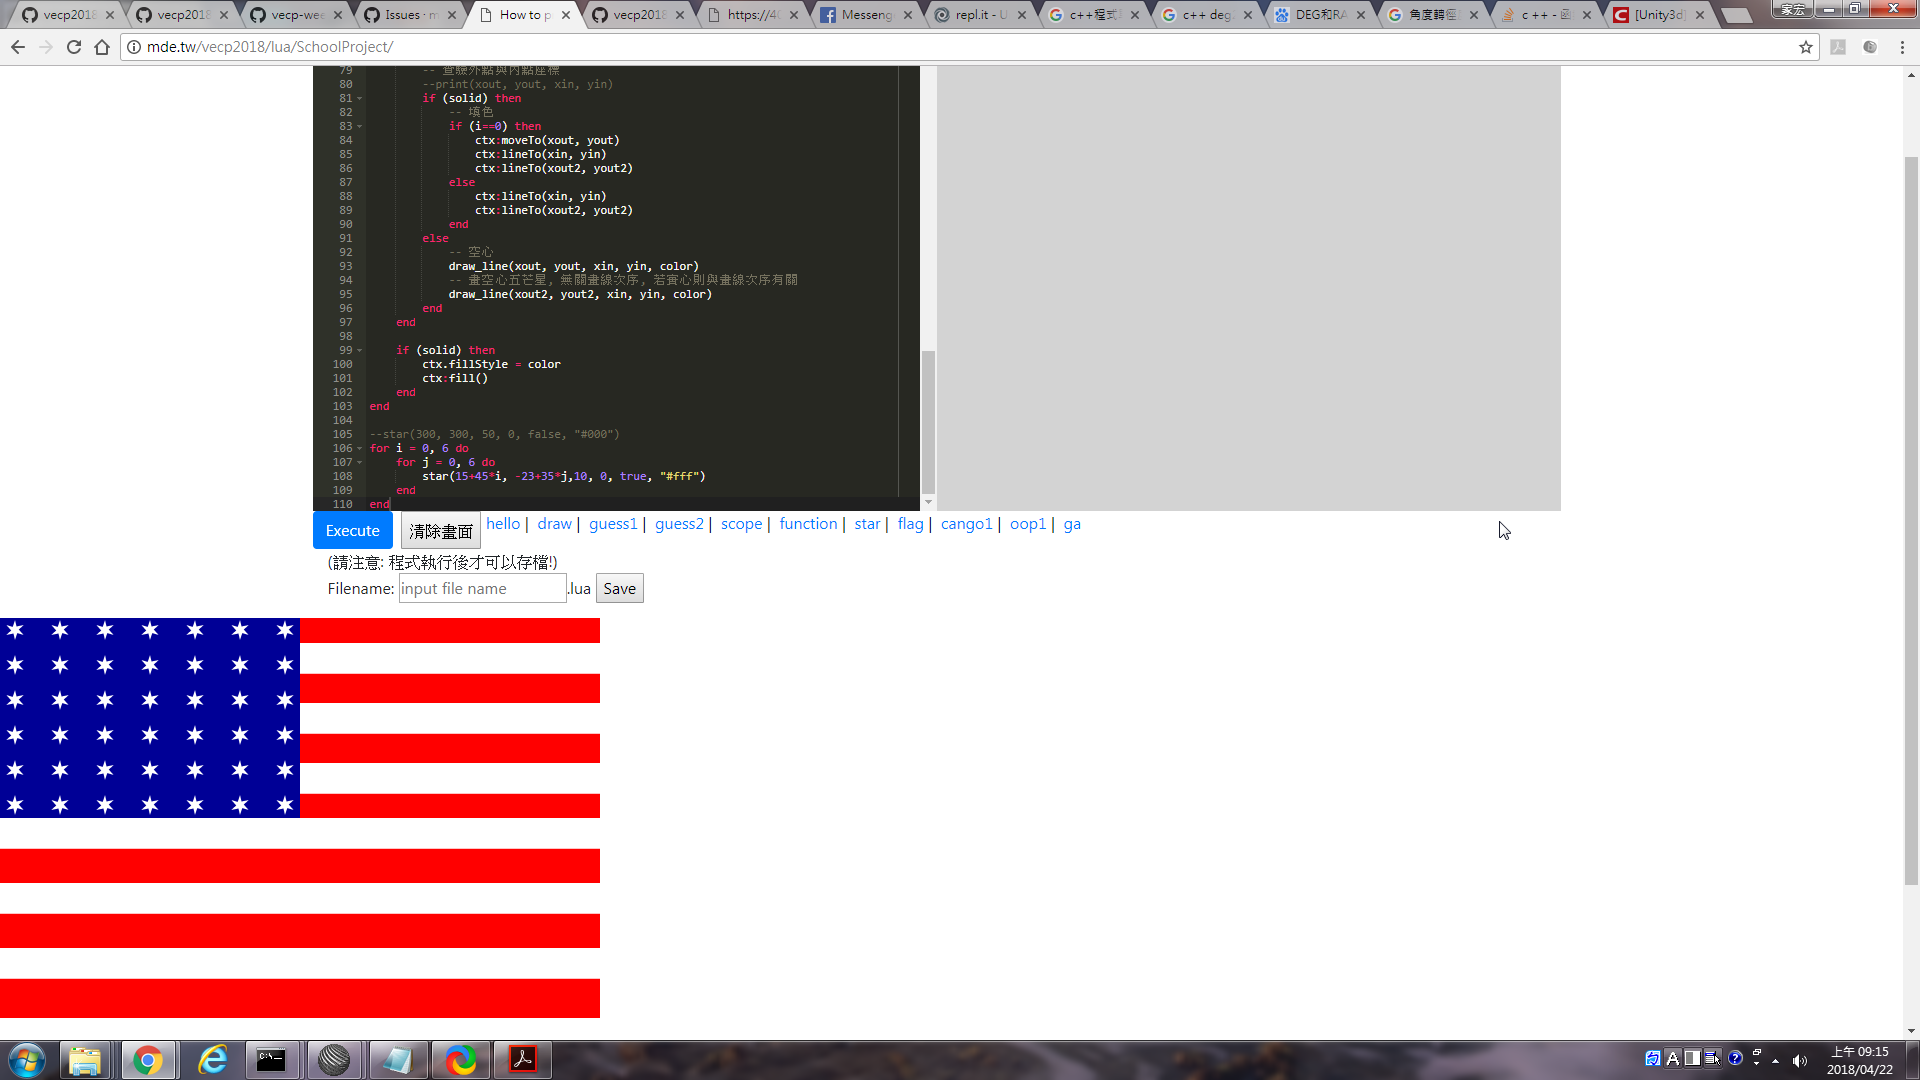 vecp2018
vecp2018
vecp-wee
Issues · m
How to p
vecp2018
https://40
Messeng
repl.it - U
c++程式
c++ deg
DEG和RA
角度轉徑
c ++ - 函
[Unity3d]
家宏
mde.tw/vecp2018/lua/SchoolProject/
79 -- 查驗外點與內點座標
80 --print(xout, yout, xin, yin)
81 if (solid) then
82 -- 填色
83 if (i==0) then
84 ctx:moveTo(xout, yout)
85 ctx:lineTo(xin, yin)
86 ctx:lineTo(xout2, yout2)
87 else
88 ctx:lineTo(xin, yin)
89 ctx:lineTo(xout2, yout2)
90 end
91 else
92 -- 空心
93 draw_line(xout, yout, xin, yin, color)
94 -- 畫空心五芒星, 無關畫線次序, 若實心則與畫線次序有關
95 draw_line(xout2, yout2, xin, yin, color)
96 end
97 end
98
99 if (solid) then
100 ctx.fillStyle = color
101 ctx:fill()
102 end
103 end
104
105 --star(300, 300, 50, 0, false, "#000")
106 for i = 0, 6 do
107 for j = 0, 6 do
108 star(15+45*i, -23+35*j,10, 0, true, "#fff")
109 end
110 end
Execute 清除畫面 hello | draw | guess1 | guess2 | scope | function | star | flag | cango1 | oop1 | ga
(請注意: 程式執行後才可以存檔!)
Filename: input file name .lua Save
上午 09:15
2018/04/22